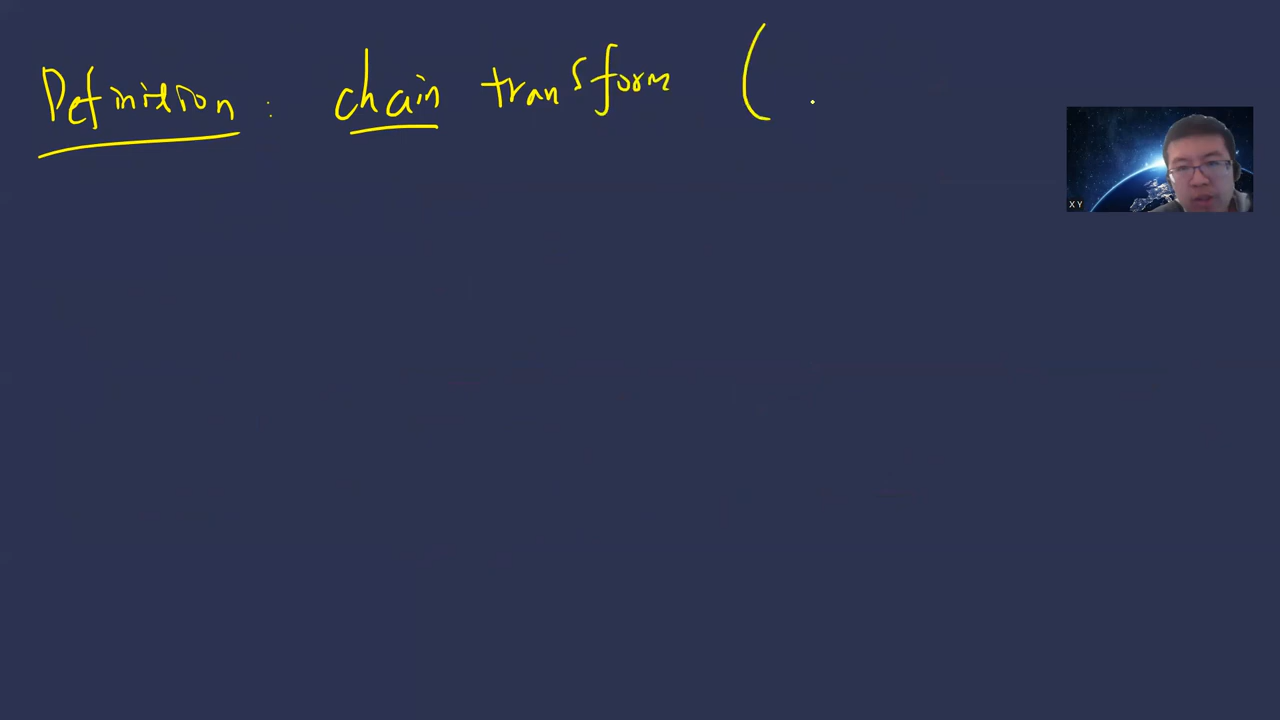 Definition : chain transform (
X Y